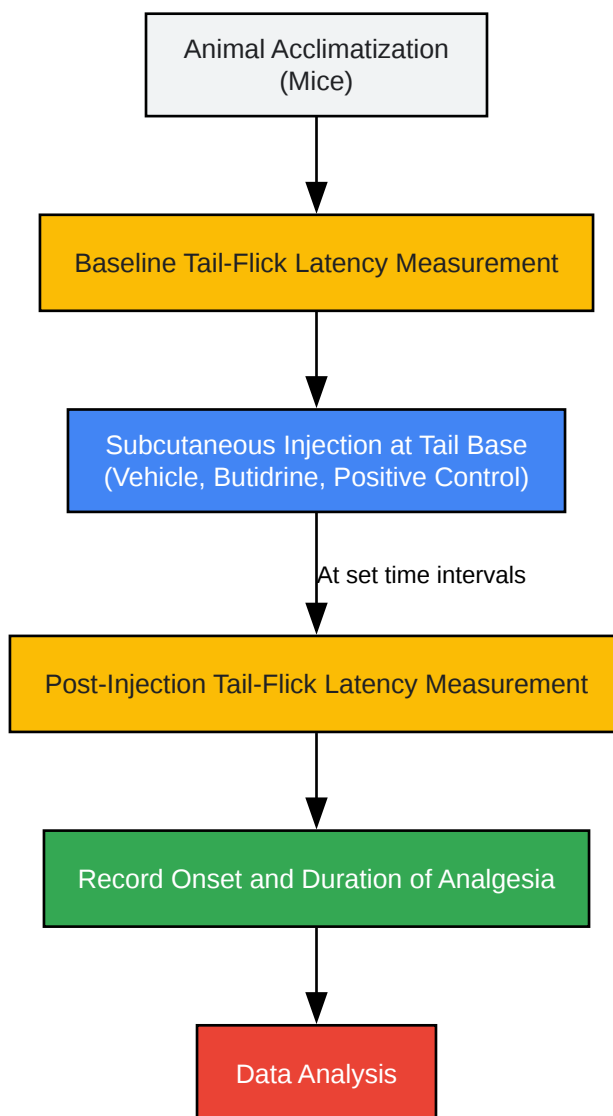 Animal Acclimatization
(Mice)
Baseline Tail-Flick Latency Measurement
Subcutaneous Injection at Tail Base
(Vehicle, Butidrine, Positive Control)
At set time intervals
Post-Injection Tail-Flick Latency Measurement
Record Onset and Duration of Analgesia
Data Analysis